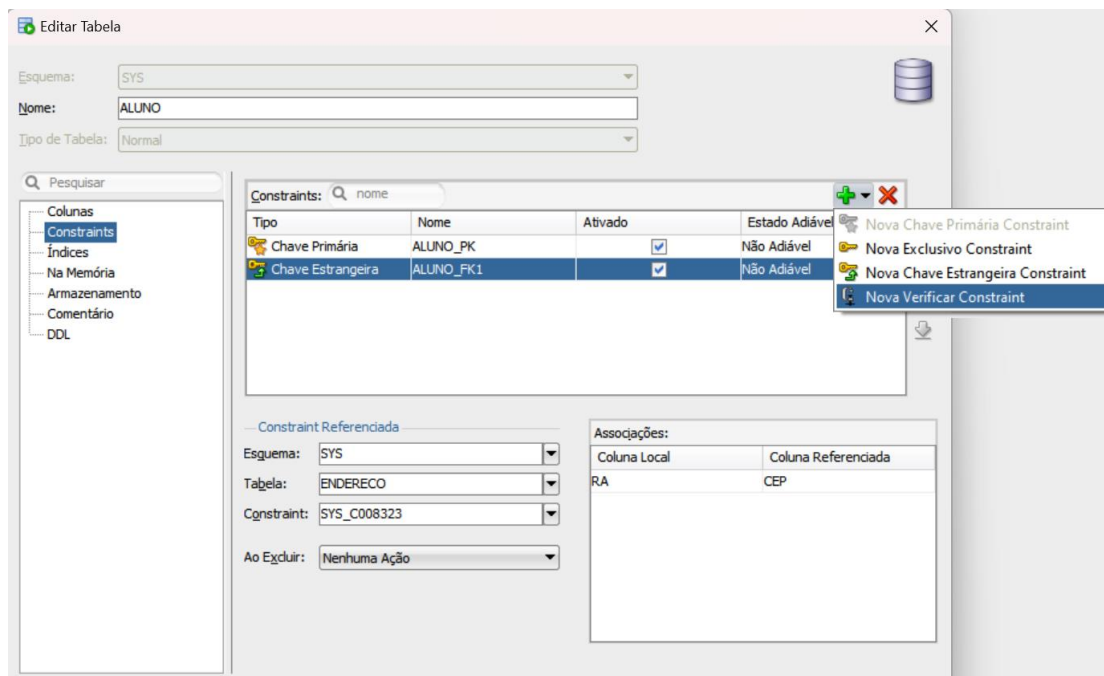 Editar Tabela
Esquema: SYS
Nome: ALUNO
Tipo de Tabela: Normal
Pesquisar
Colunas
Constraints
Índices
Na Memória
Armazenamento
Comentário
DDL
Constraints: nome
Tipo Nome Ativado Estado Adiável
Chave Primária ALUNO_PK Não Adiável
Chave Estrangeira ALUNO_FK1 Não Adiável
Nova Chave Primária Constraint
Nova Exclusivo Constraint
Nova Chave Estrangeira Constraint
Nova Verificar Constraint
Constraint Referenciada
Esquema: SYS
Tabela: ENDERECO
Constraint: SYS_C008323
Ao Excluir: Nenhuma Ação
Associações:
Coluna Local Coluna Referenciada
RA CEP